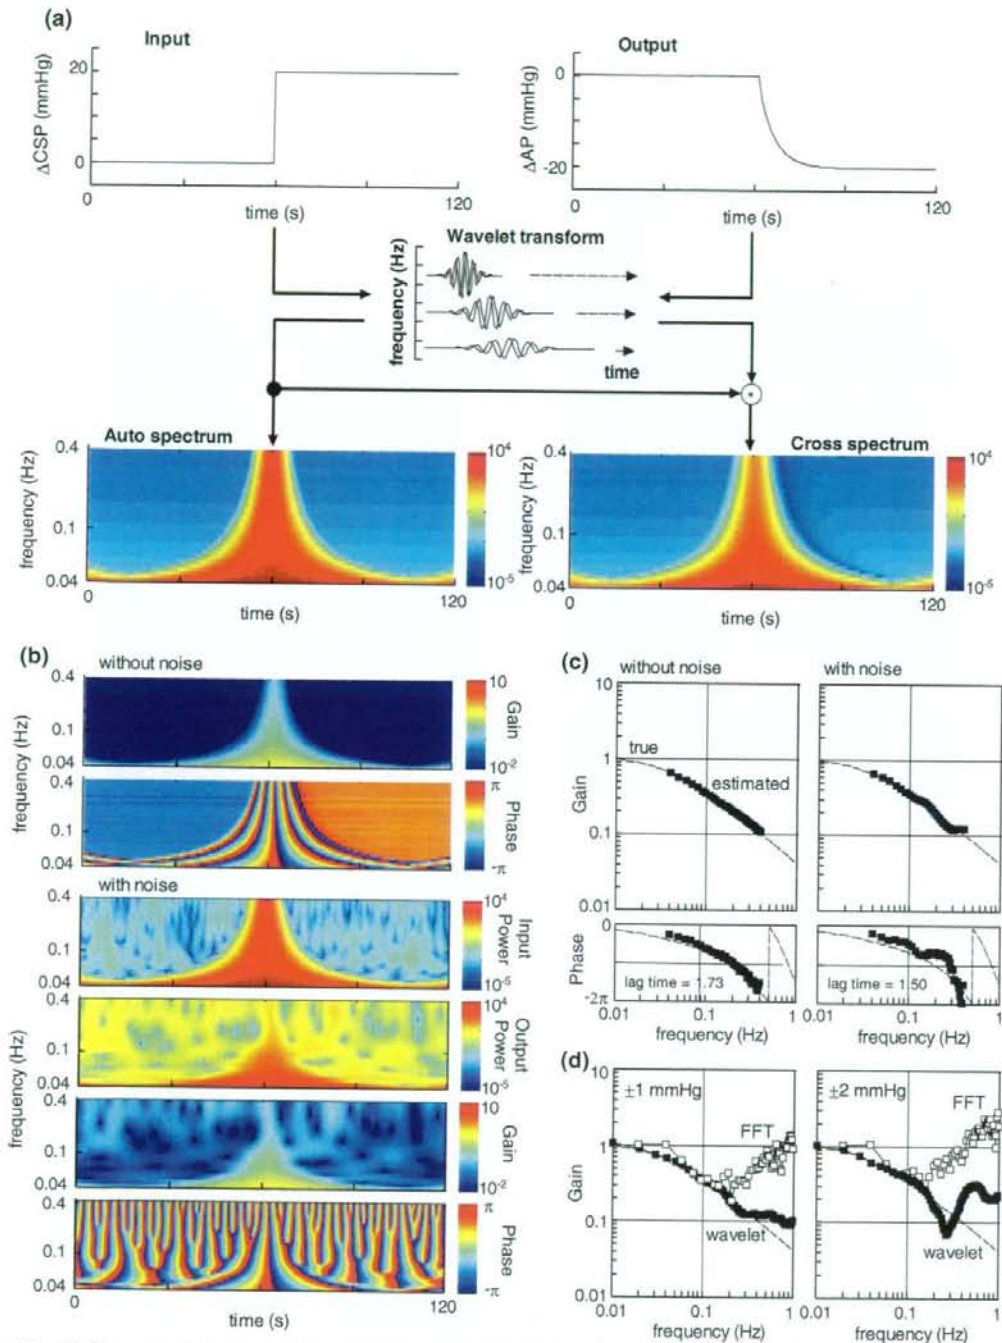 (a)
Input
Output
20
0
ΔCSP (mmHg)
0
120
time (s)
0
-20
ΔAP (mmHg)
0
120
time (s)
Wavelet transform
frequency (Hz)
time
Auto spectrum
0.4
0.1
0.04
frequency (Hz)
0
120
time (s)
10⁴
10⁻⁵
Cross spectrum
0.4
0.1
0.04
frequency (Hz)
0
120
time (s)
10⁴
10⁻⁵
(b)
without noise
0.4
0.1
0.04
frequency (Hz)
10
10⁻²
Gain
0.4
0.1
0.04
π
-π
Phase
with noise
0.4
0.1
0.04
10⁴
10⁻⁵
Input Power
0.4
0.1
0.04
frequency (Hz)
10⁴
10⁻⁵
Output Power
0.4
0.1
0.04
10
10⁻²
Gain
0.4
0.1
0.04
π
-π
Phase
0
120
time (s)
(c)
without noise
with noise
10
1
0.1
0.01
Gain
true
estimated
0
-2π
Phase
lag time = 1.73
lag time = 1.50
0.01
0.1
1
frequency (Hz)
0.01
0.1
1
frequency (Hz)
(d)
±1 mmHg
±2 mmHg
10
1
0.1
0.01
Gain
FFT
wavelet
FFT
wavelet
0.01
0.1
1
frequency (Hz)
0.01
0.1
1
frequency (Hz)